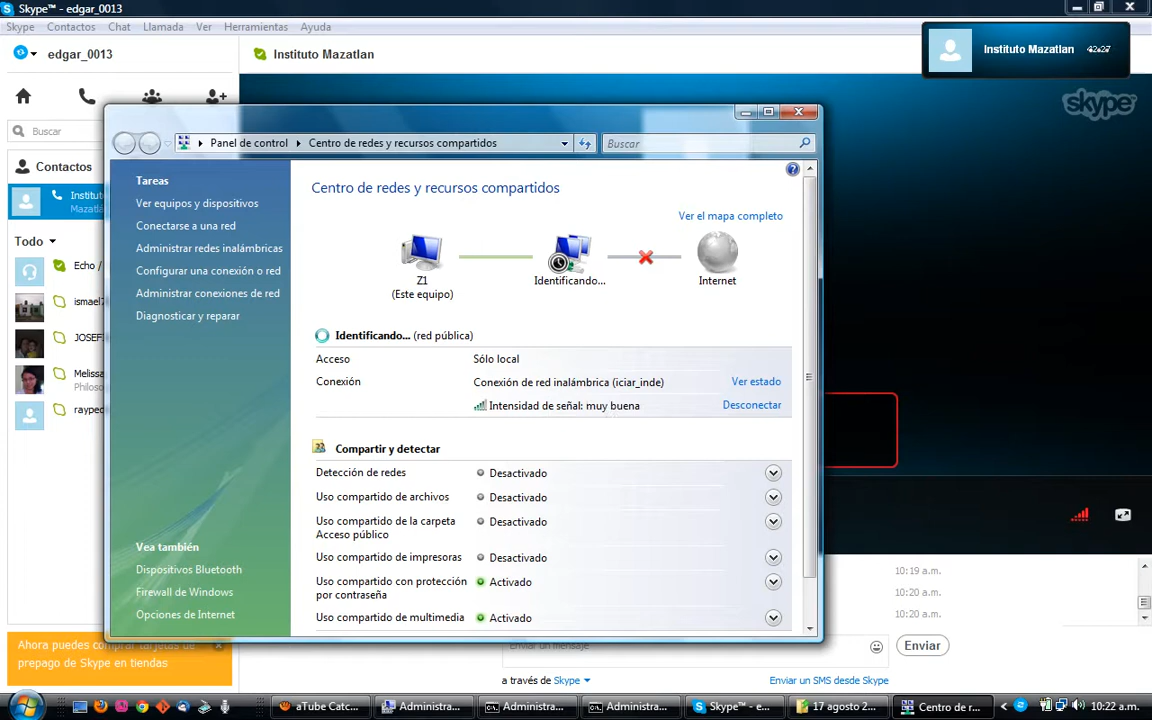 Skype™ - edgar_0013
Skype Contactos Chat Llamada Ver Herramientas Ayuda
edgar_0013
Instituto Mazatlan
Instituto Mazatlan
skype
Buscar
Contactos
Todo
Echo /
JOSEF
Melissa
Philoso
rayped
Panel de control Centro de redes y recursos compartidos
Buscar
Tareas
Ver equipos y dispositivos
Conectarse a una red
Administrar redes inalámbricas
Configurar una conexión o red
Administrar conexiones de red
Diagnosticar y reparar
Vea también
Dispositivos Bluetooth
Firewall de Windows
Opciones de Internet
Centro de redes y recursos compartidos
Ver el mapa completo
Z1
(Este equipo)
Identificando...
Internet
Identificando... (red pública)
Acceso Sólo local
Conexión Conexión de red inalámbrica (iciar_inde) Ver estado
Intensidad de señal: muy buena Desconectar
Compartir y detectar
Detección de redes Desactivado
Uso compartido de archivos Desactivado
Uso compartido de la carpeta Desactivado
Acceso público
Uso compartido de impresoras Desactivado
Uso compartido con protección Activado
por contraseña
Uso compartido de multimedia Activado
10:19 a.m.
10:20 a.m.
10:20 a.m.
Enviar un mensaje
Enviar
a través de Skype
Enviar un SMS desde Skype
Ahora puedes comprar tarjetas de
prepago de Skype en tiendas
aTube Catc...
Administra...
Administra...
Administra...
Skype™ - e...
17 agosto 2...
Centro de r...
10:22 a.m.